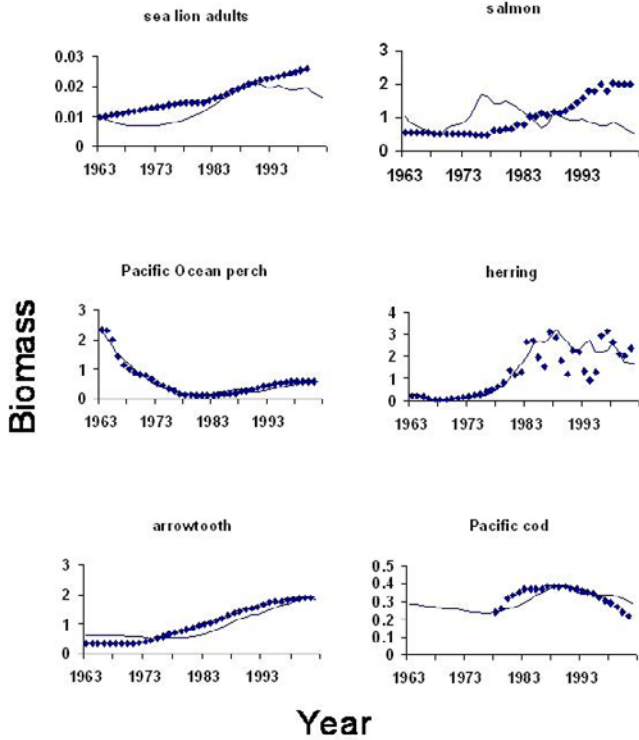 sea lion adults
0.03
0.02
0.01
0
1963 1973 1983 1993
salmon
3
2
1
0
1963 1973 1983 1993
Pacific Ocean perch
3
2
1
0
1963 1973 1983 1993
herring
4
3
2
1
0
1963 1973 1983 1993
arrowtooth
3
2
1
0
1963 1973 1983 1993
Pacific cod
0.5
0.4
0.3
0.2
0.1
0
1963 1973 1983 1993
Biomass
Year